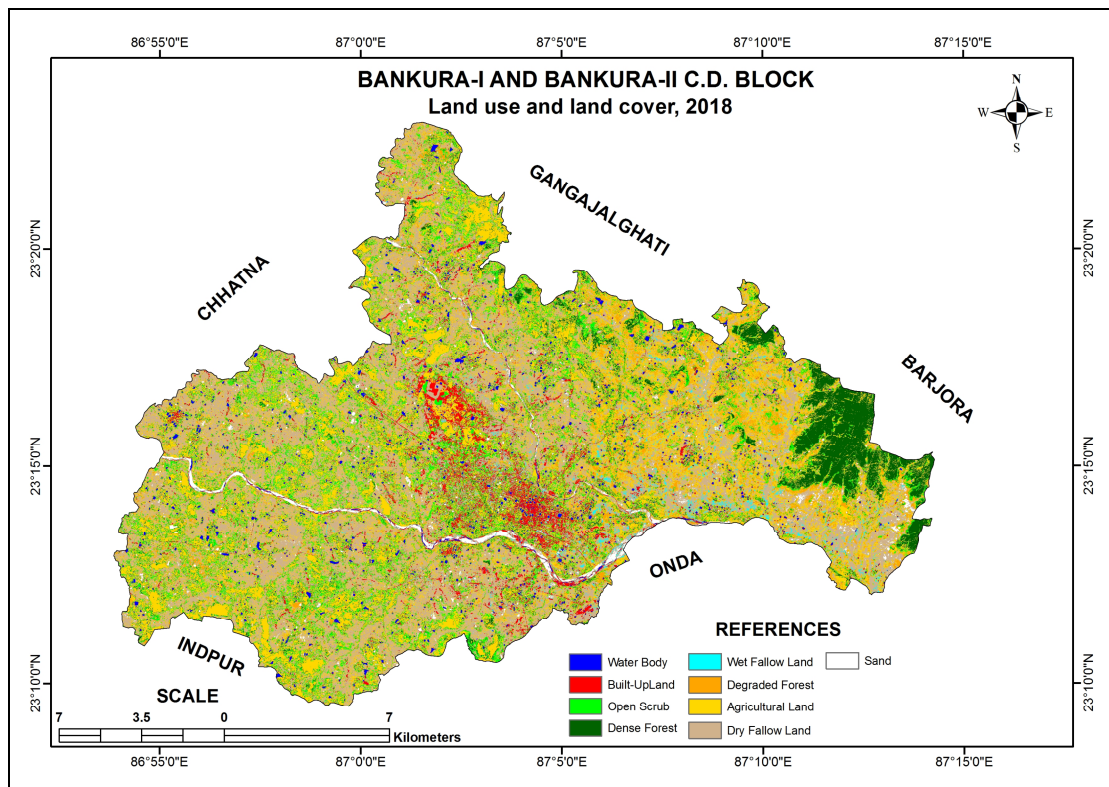 86°55'0"E 87°0'0"E 87°5'0"E 87°10'0"E 87°15'0"E
BANKURA-I AND BANKURA-II C.D. BLOCK
Land use and land cover, 2018
N
W E
S
GANGAJALGHATI
CHHATNA
BARJORA
ONDA
INDPUR
23°20'0"N 23°20'0"N
23°15'0"N 23°15'0"N
23°10'0"N 23°10'0"N
REFERENCES
Water Body
Built-UpLand
Open Scrub
Dense Forest
Wet Fallow Land
Degraded Forest
Agricultural Land
Dry Fallow Land
Sand
SCALE
7 3.5 0 7
Kilometers
86°55'0"E 87°0'0"E 87°5'0"E 87°10'0"E 87°15'0"E